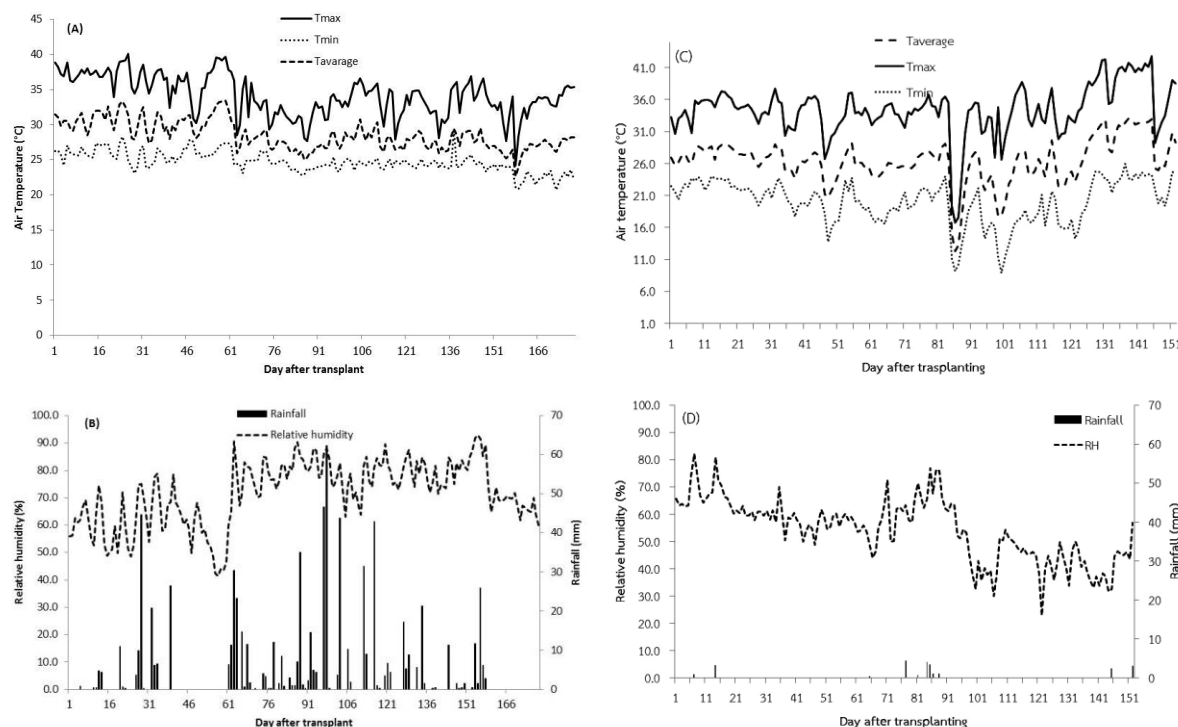 (A)
Tmax
Tmin
Tavarage
Air Temperature (°C)
45
40
35
30
25
20
15
10
5
0
1 16 31 46 61 76 91 106 121 136 151 166
Day after transplant
(C)
Taverage
Tmax
Tmin
Air temperature (°C)
41.0
36.0
31.0
26.0
21.0
16.0
11.0
6.0
1.0
1 11 21 31 41 51 61 71 81 91 101 111 121 131 141 151
Day after trasplanting
(B)
Rainfall
Relative humidity
Relative humidity (%)
100.0
90.0
80.0
70.0
60.0
50.0
40.0
30.0
20.0
10.0
0.0
70
60
50
40
30
20
10
0
Rainfall (mm)
1 16 31 46 61 76 91 106 121 136 151 166
Day after transplant
(D)
Rainfall
RH
Relative humidity (%)
100.0
90.0
80.0
70.0
60.0
50.0
40.0
30.0
20.0
10.0
0.0
70
60
50
40
30
20
10
0
Rainfall (mm)
1 11 21 31 41 51 61 71 81 91 101 111 121 131 141 151
Day after transplanting